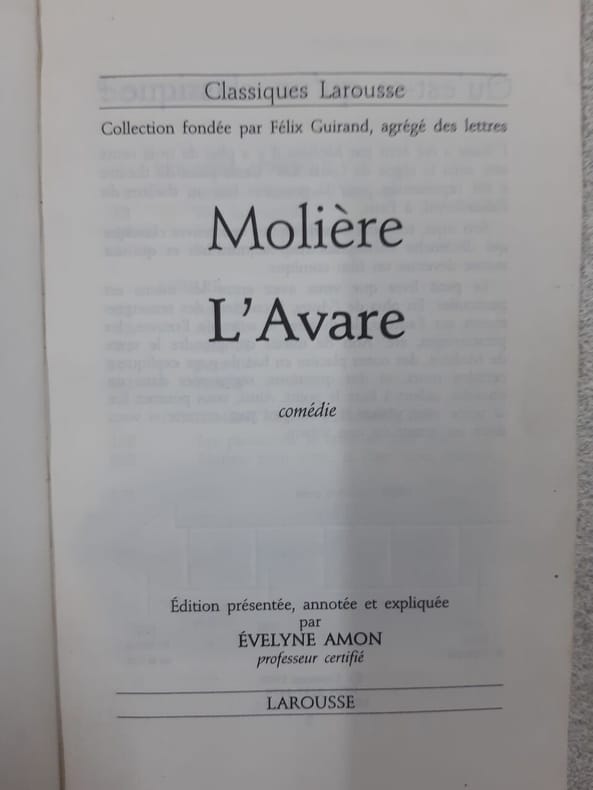 Classiques Larousse
Collection fondée par Félix Guirand, agrégé des lettres
Molière
L'Avare
comédie
Édition présentée, annotée et expliquée
par
ÉVELYNE AMON
professeur certifié
LAROUSSE